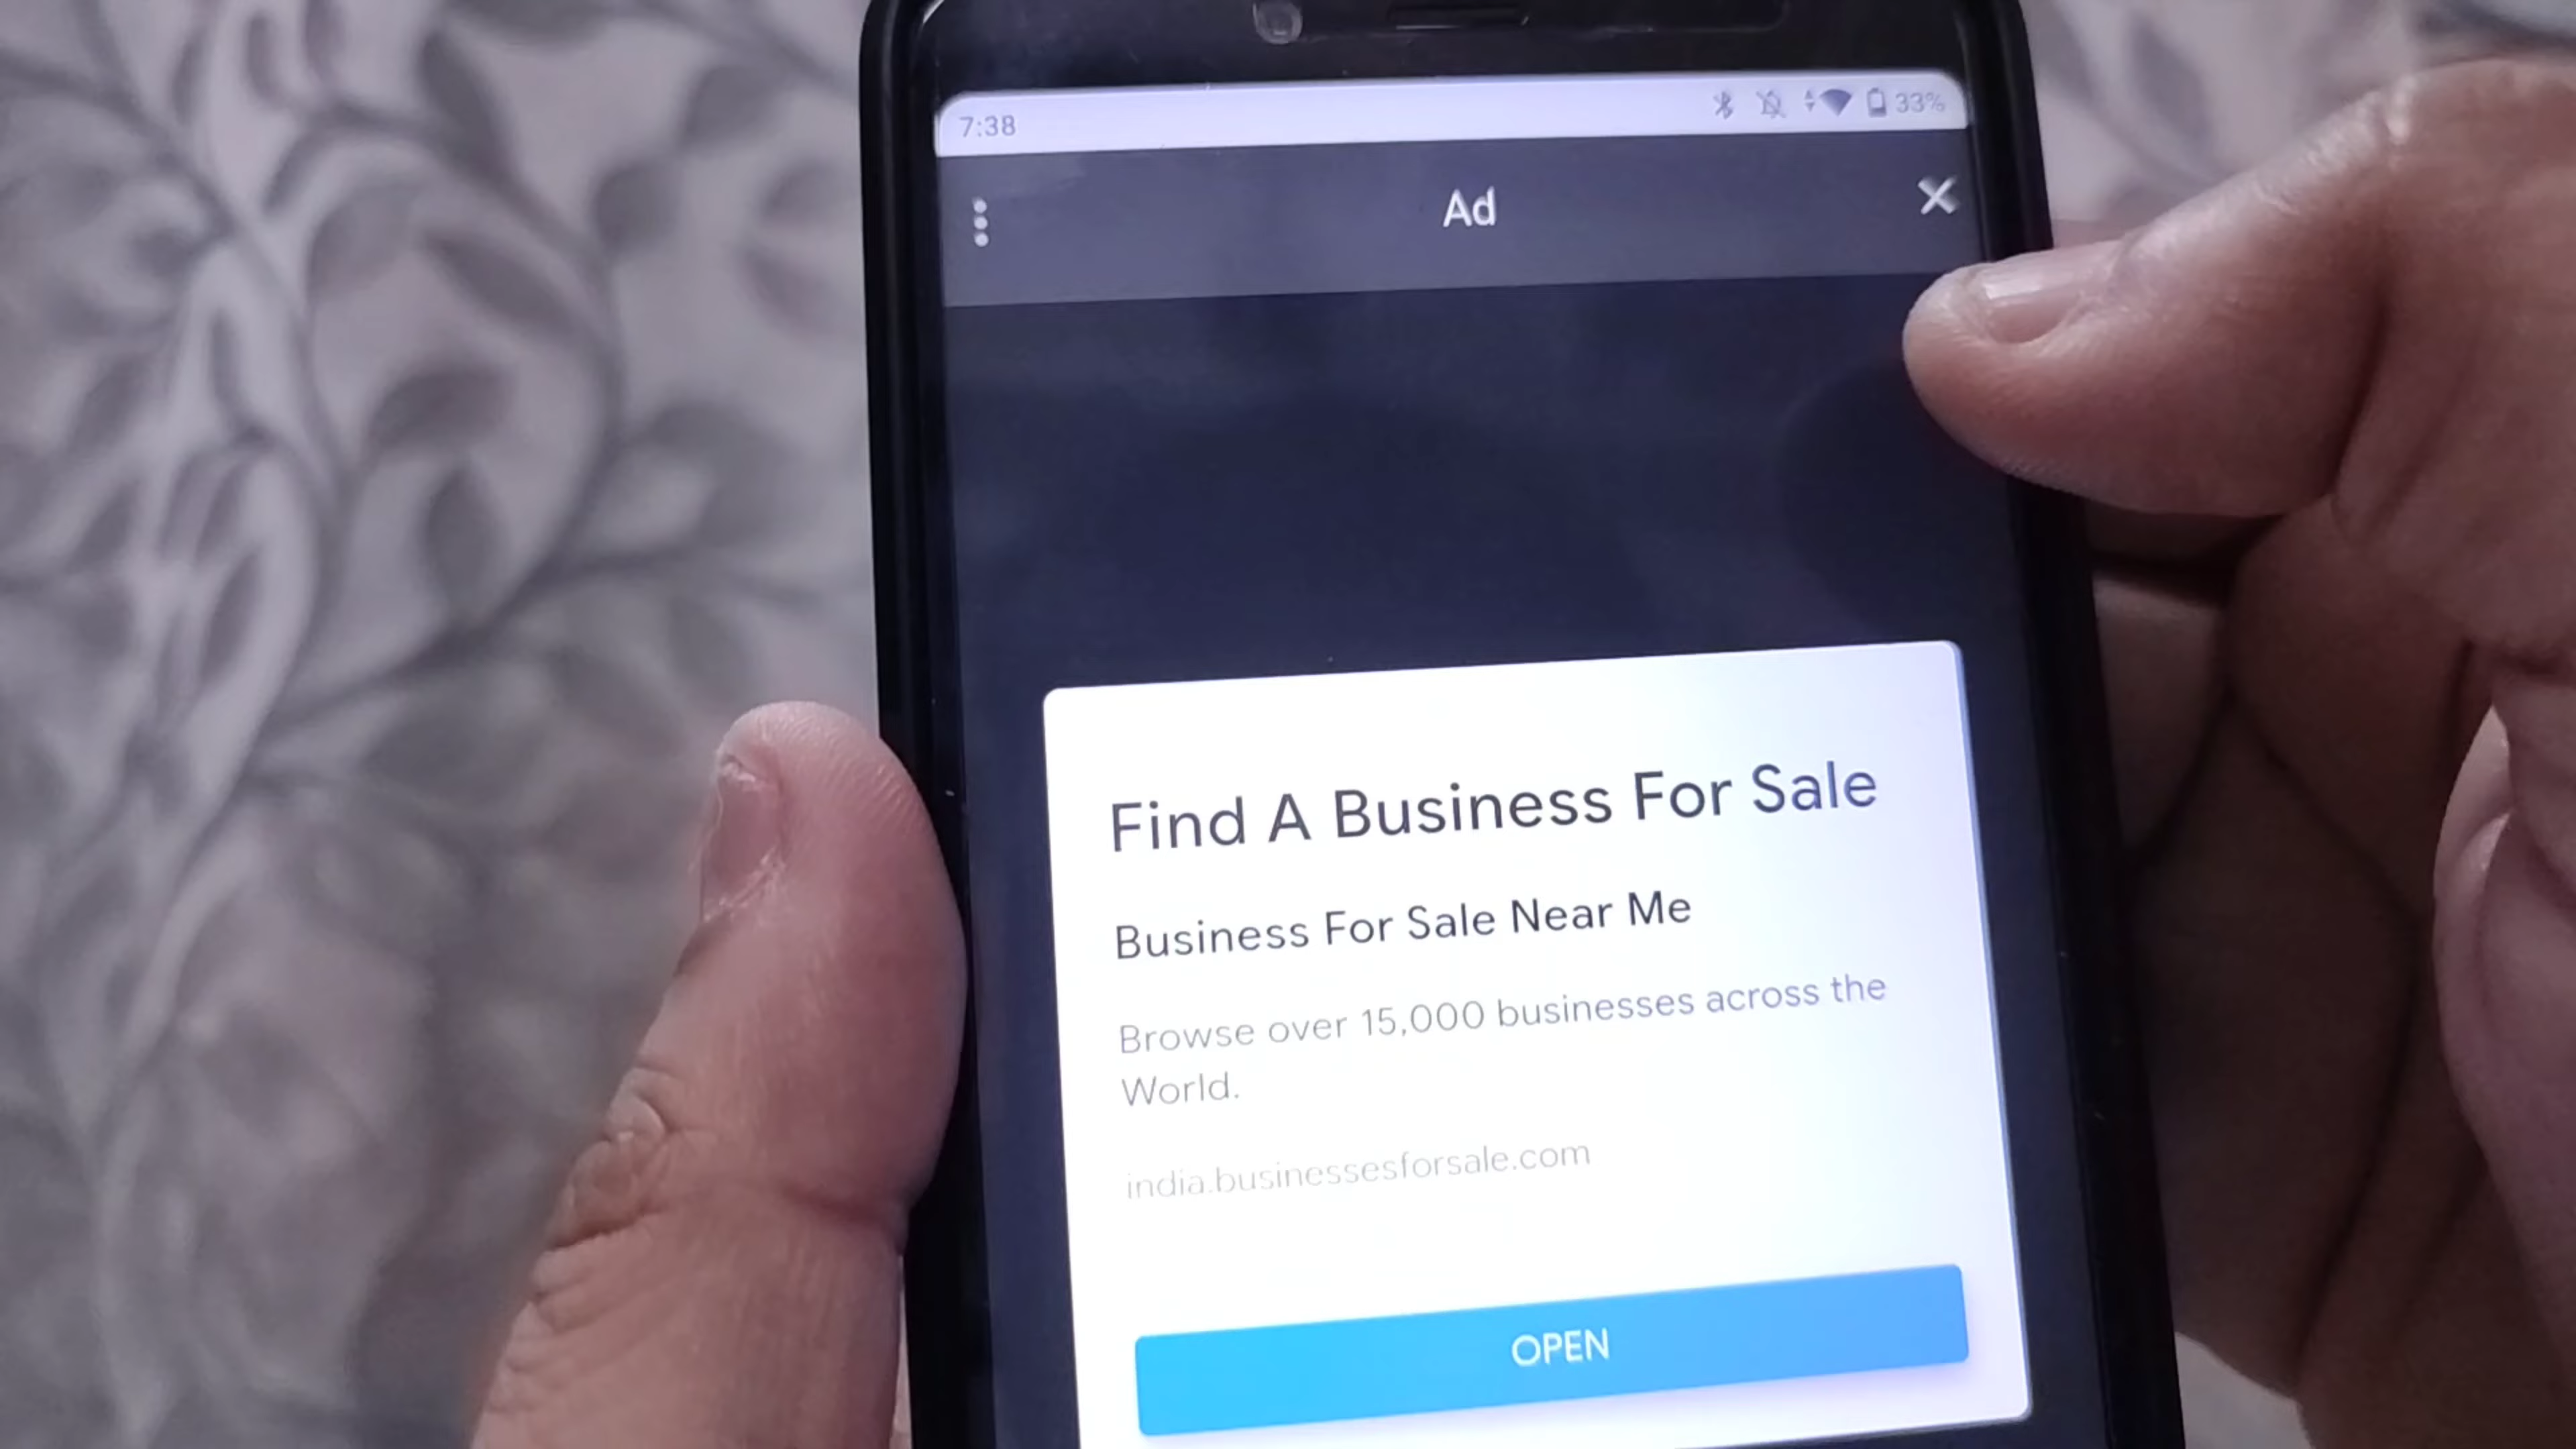 7:38
33%
Ad
Find A Business For Sale
Business For Sale Near Me
Browse over 15,000 businesses across the
World.
india.businessesforsale.com
OPEN